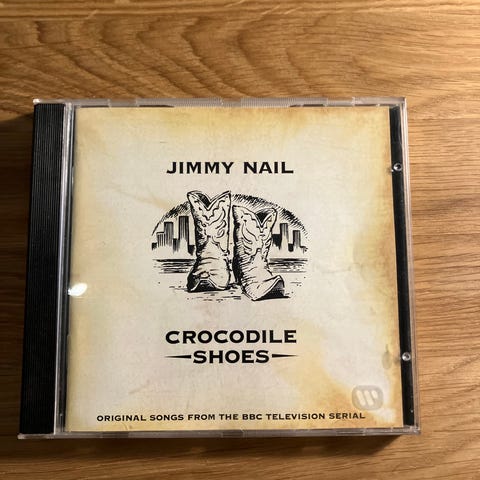 JIMMY NAIL
CROCODILE
SHOES
ORIGINAL SONGS FROM THE BBC TELEVISION SERIAL